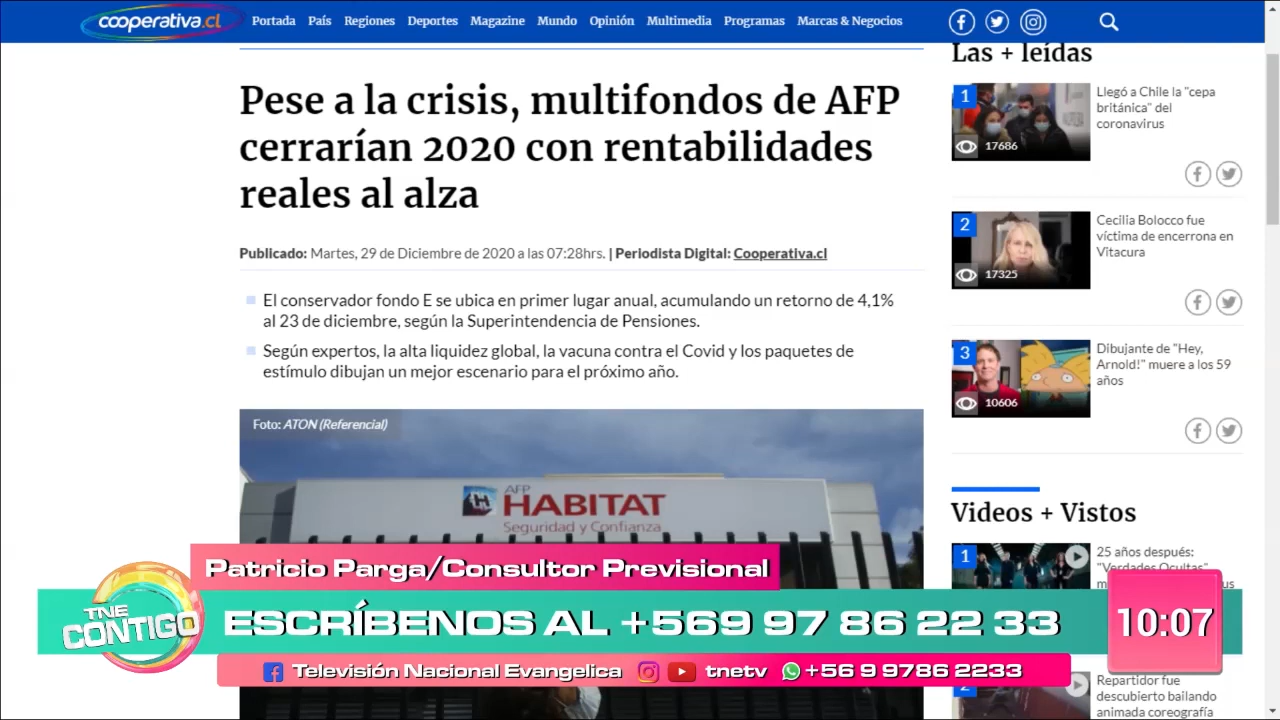 cooperativa.cl
Portada País Regiones Deportes Magazine Mundo Opinión Multimedia Programas Marcas & Negocios
Pese a la crisis, multifondos de AFP
cerrarían 2020 con rentabilidades
reales al alza
Publicado: Martes, 29 de Diciembre de 2020 a las 07:28hrs. | Periodista Digital: Cooperativa.cl
El conservador fondo E se ubica en primer lugar anual, acumulando un retorno de 4,1%
al 23 de diciembre, según la Superintendencia de Pensiones.
Según expertos, la alta liquidez global, la vacuna contra el Covid y los paquetes de
estímulo dibujan un mejor escenario para el próximo año.
Foto: ATON (Referencial)
AFP
HABITAT
Seguridad y Confianza
Las + leídas
1
17686
Llegó a Chile la "cepa
británica" del
coronavirus
2
17325
Cecilia Bolocco fue
víctima de encerrona en
Vitacura
3
10606
Dibujante de "Hey,
Arnold!" muere a los 59
años
Videos + Vistos
1
25 años después:
"Verdades Ocultas"
2
Repartidor fue
descubierto bailando
animada coreografía
Patricio Parga/Consultor Previsional
TNE
CONTIGO
ESCRÍBENOS AL +569 97 86 22 33
10:07
Televisión Nacional Evangelica tnetv +56 9 9786 2233